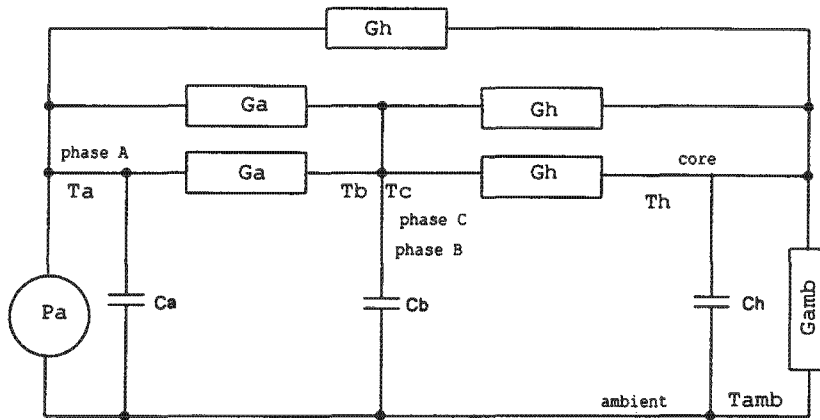 Gh
Ga
Gh
phase A
Ga
Gh
core
Ta
Tb
Tc
Th
phase C
phase B
Pa
Ca
Cb
Ch
Gamb
ambient
Tamb